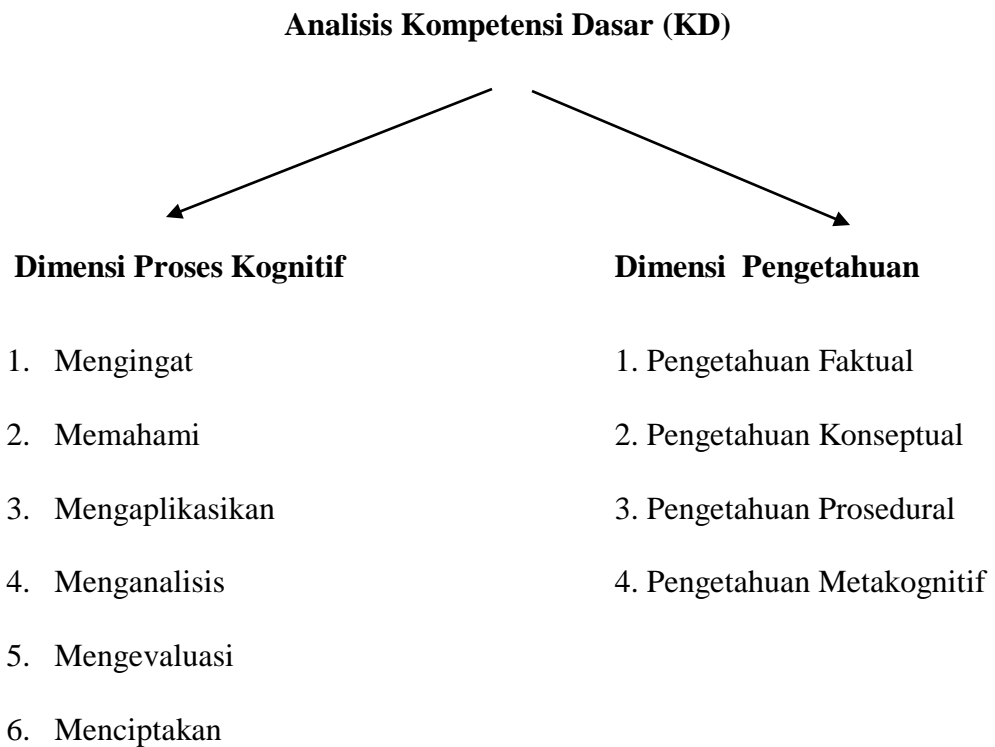 Analisis Kompetensi Dasar (KD)
Dimensi Proses Kognitif
1. Mengingat
2. Memahami
3. Mengaplikasikan
4. Menganalisis
5. Mengevaluasi
6. Menciptakan
Dimensi Pengetahuan
1. Pengetahuan Faktual
2. Pengetahuan Konseptual
3. Pengetahuan Prosedural
4. Pengetahuan Metakognitif